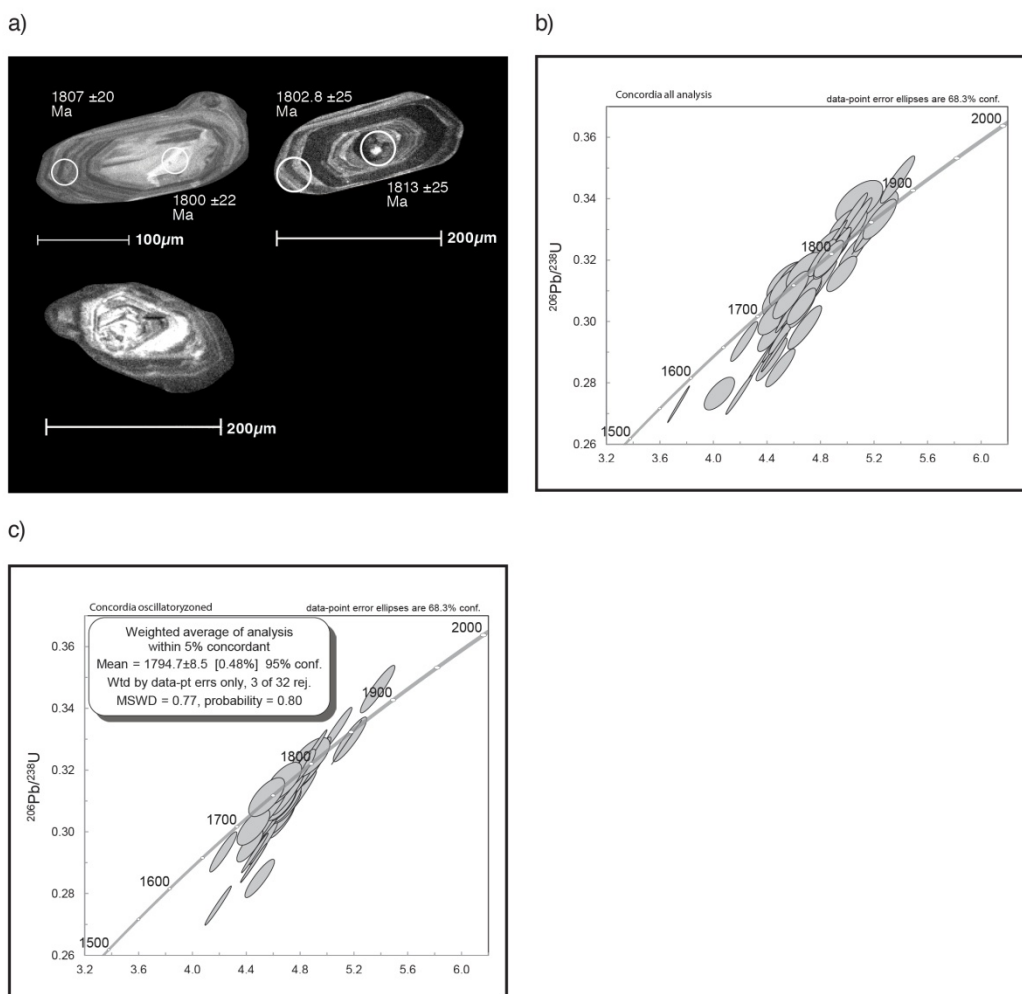 a)
1807 ±20
Ma
1802.8 ±25
1800 ±22
Ma
1813 ±25
Ma
100µm
200µm
200µm
b)
Concordia all analysis
data-point error ellipses are 68.3% conf.
2000
1900
1800
1700
1600
1500
0.36
0.34
0.32
0.30
0.28
0.26
206Pb/238U
3.2 3.6 4.0 4.4 4.8 5.2 5.6 6.0
c)
Concordia oscillatoryzoned
data-point error ellipses are 68.3% conf.
Weighted average of analysis
within 5% concordant
Mean = 1794.7±8.5 [0.48%] 95% conf.
Wtd by data-pt errs only, 3 of 32 rej.
MSWD = 0.77, probability = 0.80
2000
1900
1800
1700
1600
1500
0.36
0.34
0.32
0.30
0.28
0.26
206Pb/238U
3.2 3.6 4.0 4.4 4.8 5.2 5.6 6.0